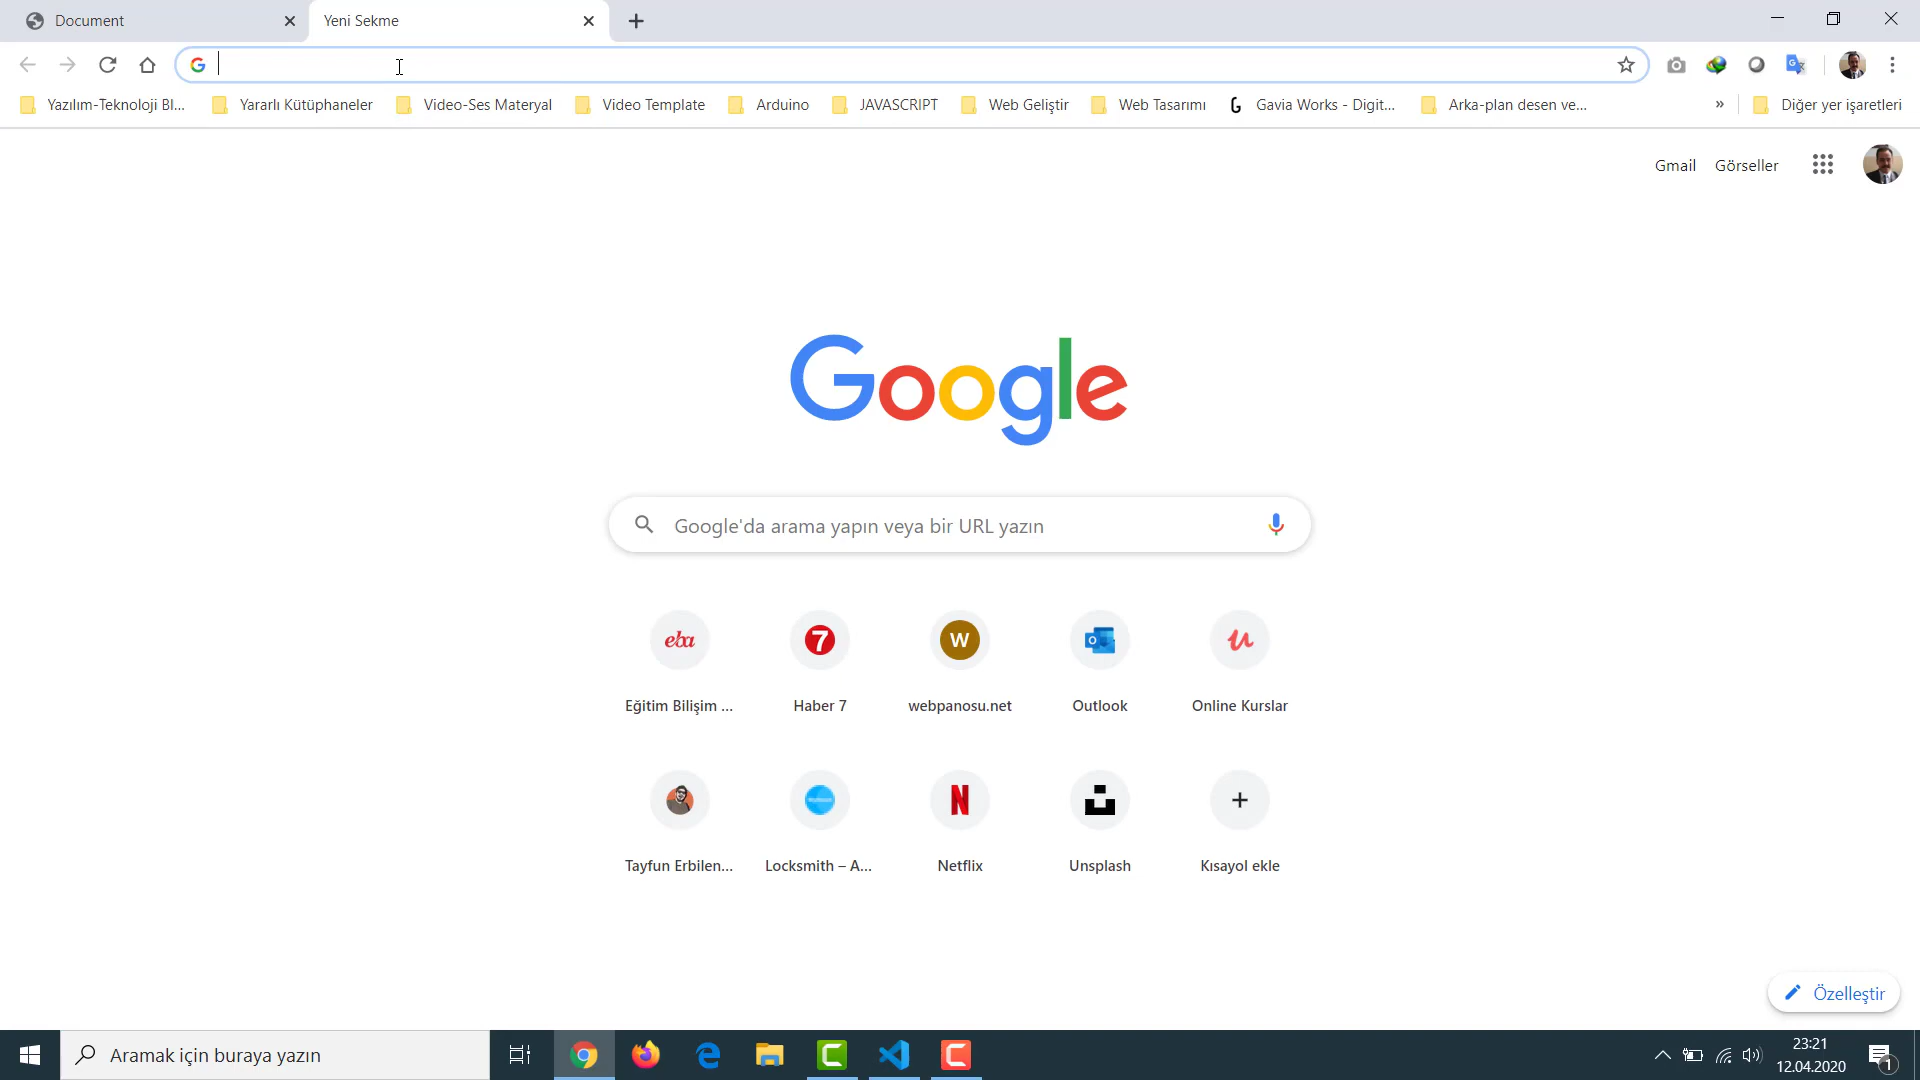 Document
Yeni Sekme
Yazılım-Teknoloji Bl...
Yararlı Kütüphaneler
Video-Ses Materyal
Video Template
Arduino
JAVASCRIPT
Web Geliştir
Web Tasarımı
Gavia Works - Digit...
Arka-plan desen ve...
»
Diğer yer işaretleri
Gmail
Görseller
Google
Google'da arama yapın veya bir URL yazın
eba
7
W
Eğitim Bilişim ...
Haber 7
webpanosu.net
Outlook
Online Kurslar
N
Tayfun Erbilen...
Locksmith – A...
Netflix
Unsplash
Kısayol ekle
Özelleştir
Aramak için buraya yazın
23:21
12.04.2020
1